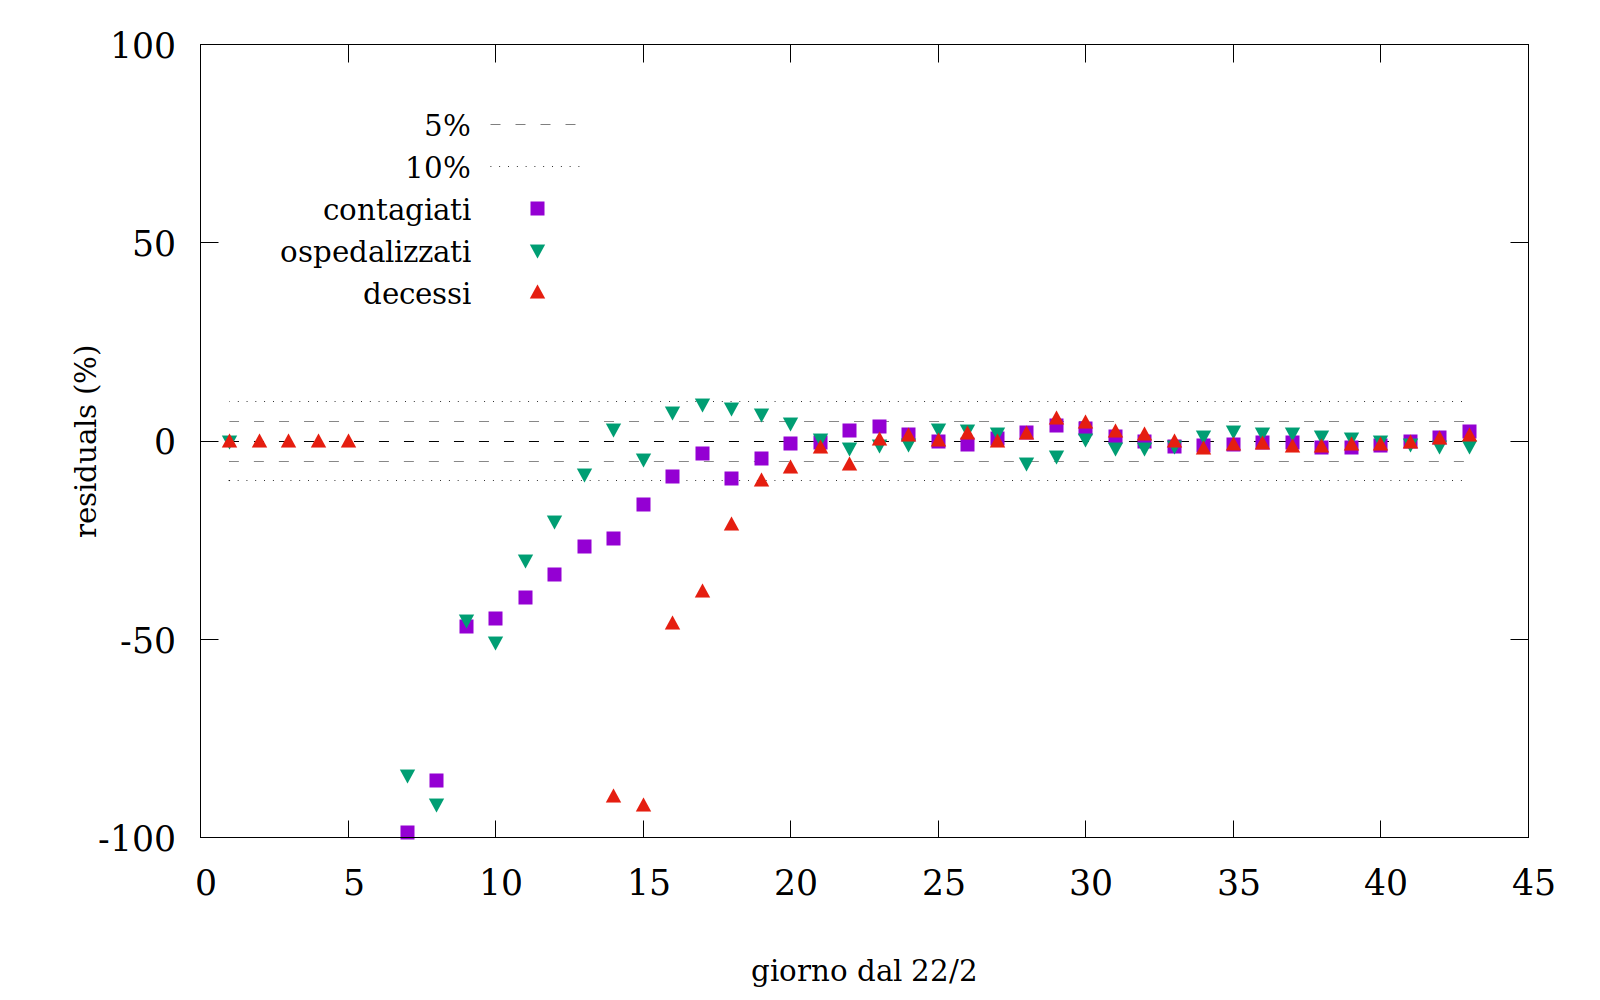 100
50
0
-50
-100
residuals (%)
5%
10%
contagiati
ospedalizzati
decessi
0 5 10 15 20 25 30 35 40 45
giorno dal 22/2